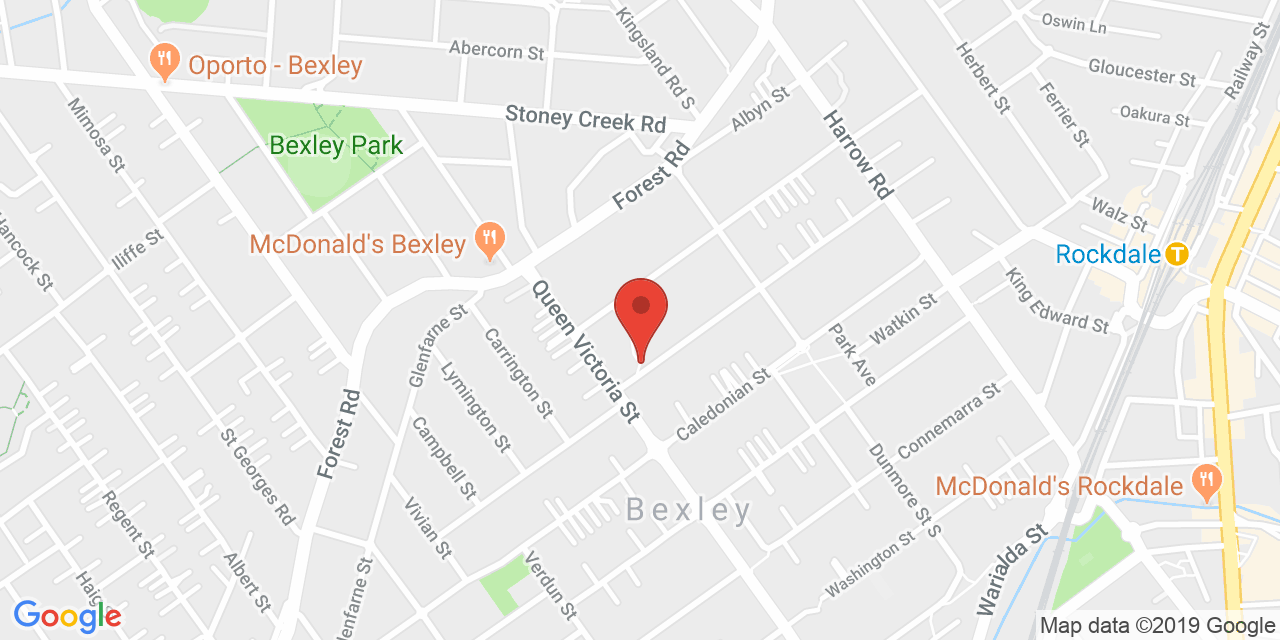 Oswin Ln
Kingsland Rd S
Abercorn St
Railway St
Herbert St
Gloucester St
Oporto - Bexley
Ferrier St
Albyn St
Oakura St
Stoney Creek Rd
Mimosa St
Harrow Rd
Bexley Park
Forest Rd
Walz St
Hancock St
Iliffe St
McDonald's Bexley
Rockdale
T
King Edward St
Queen Victoria St
Watkin St
Glenfarne St
Park Ave
Carrington St
Lymington St
Caledonian St
Connemarra St
Forest Rd
Campbell St
St Georges Rd
Dunmore St S
McDonald's Rockdale
Regent St
Vivian St
Bexley
Warialda St
Washington St
Albert St
Verdun St
Haig
Glenfarne St
Google
Map data ©2019 Google